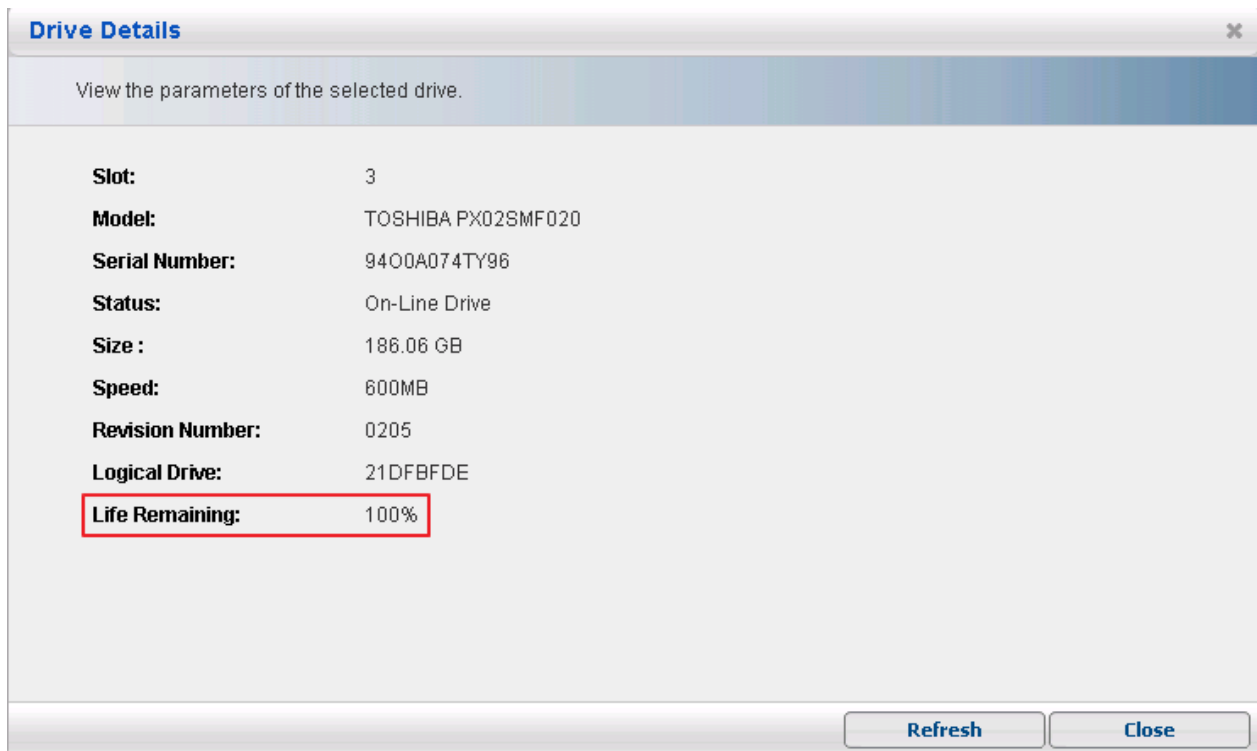 Drive Details
View the parameters of the selected drive.
Slot: 3
Model: TOSHIBA PX02SMF020
Serial Number: 94O0A074TY96
Status: On-Line Drive
Size : 186.06 GB
Speed: 600MB
Revision Number: 0205
Logical Drive: 21DFBFDE
Life Remaining: 100%
Refresh Close